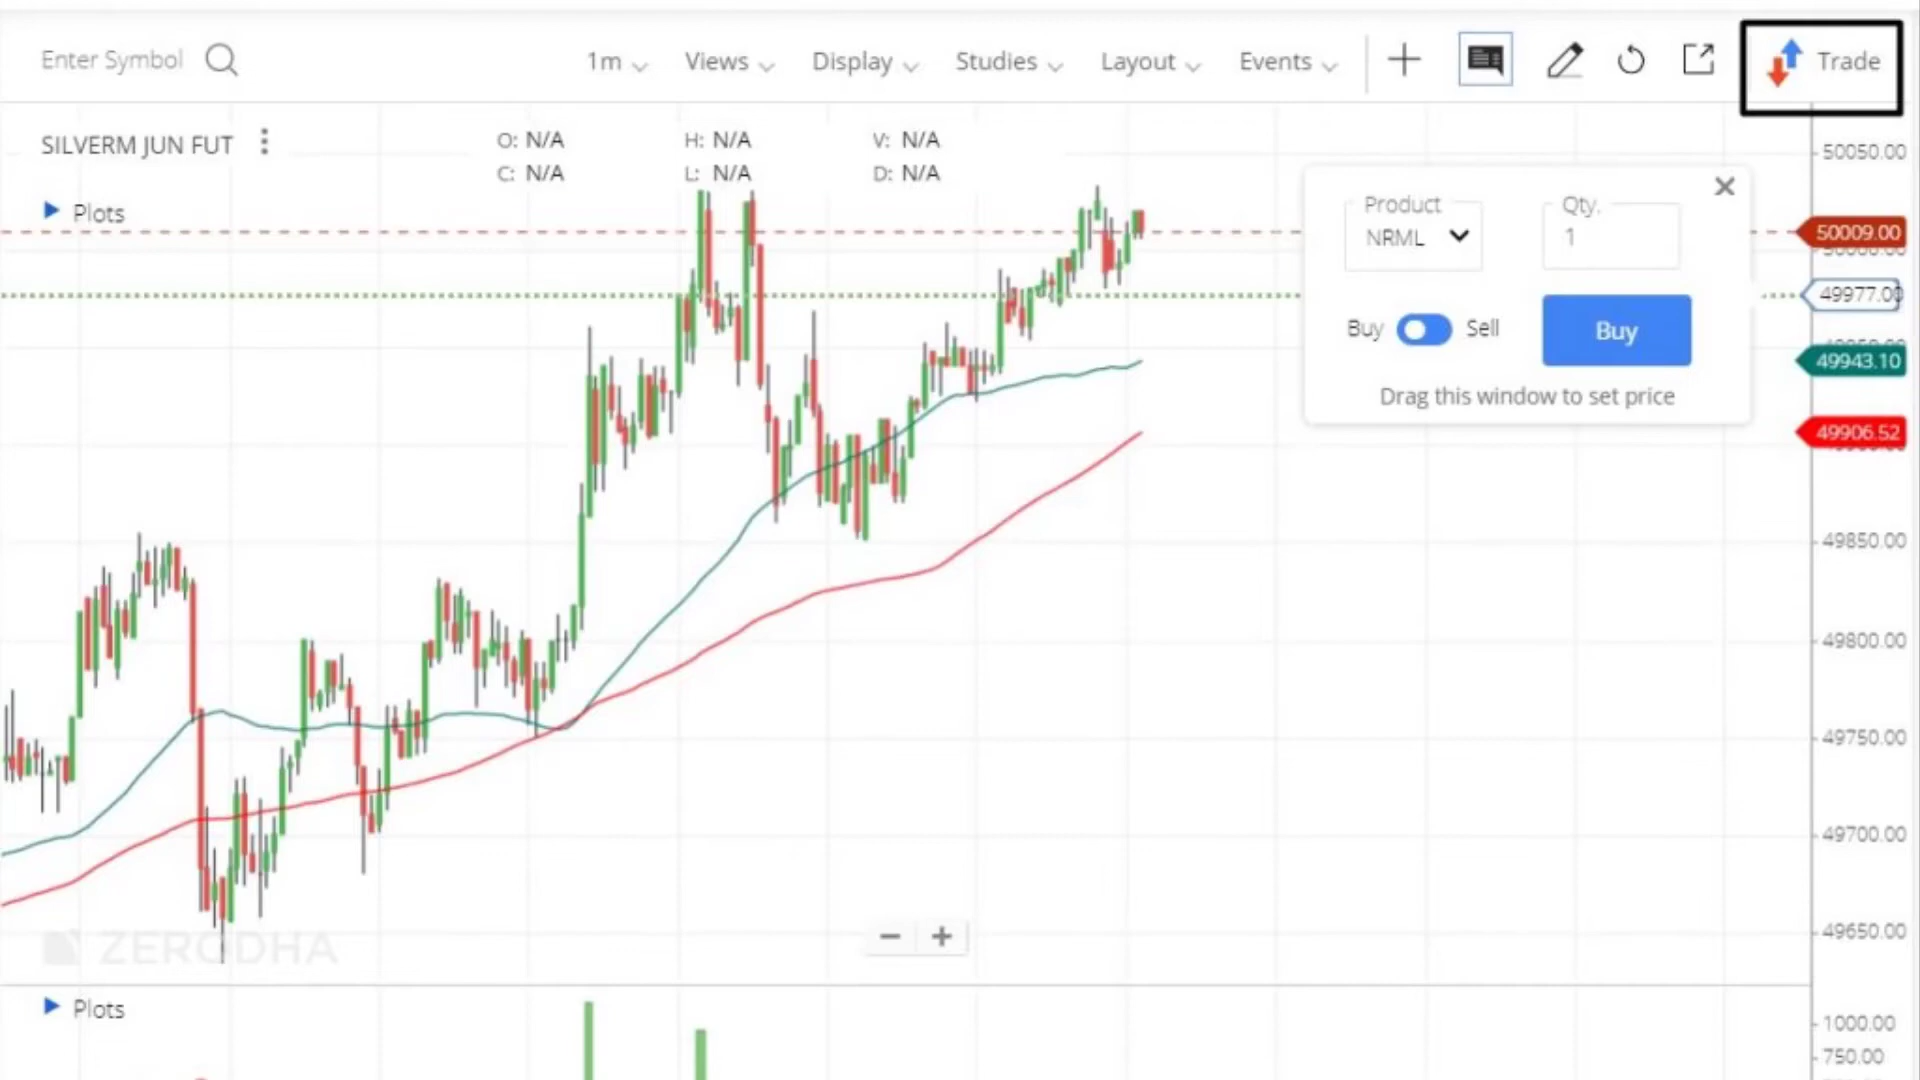 Enter Symbol
1m Views Display Studies Layout Events Trade
SILVERM JUN FUT
O: N/A H: N/A V: N/A
C: N/A L: N/A D: N/A
Plots
Product
NRML
Qty.
1
Buy Sell
Buy
Drag this window to set price
50050.00
50009.00
49977.00
49943.10
49906.52
49850.00
49800.00
49750.00
49700.00
49650.00
ZERODHA
Plots
1000.00
750.00